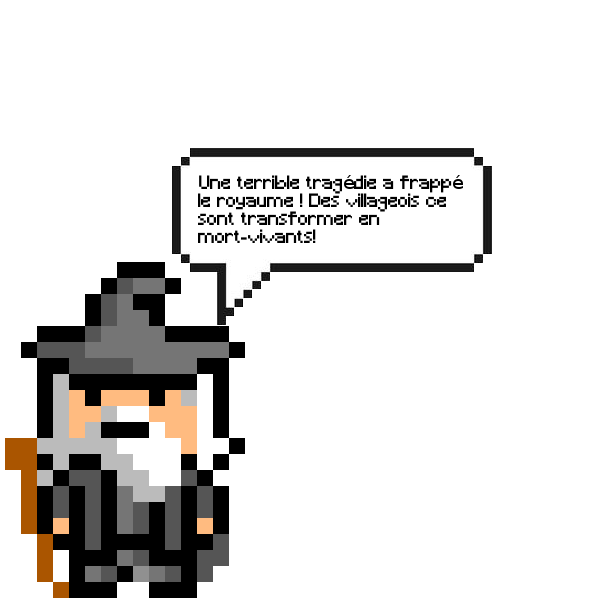 Une terrible tragédie a frappé
le royaume ! Des villageois ce
sont transformer en
mort-vivants!